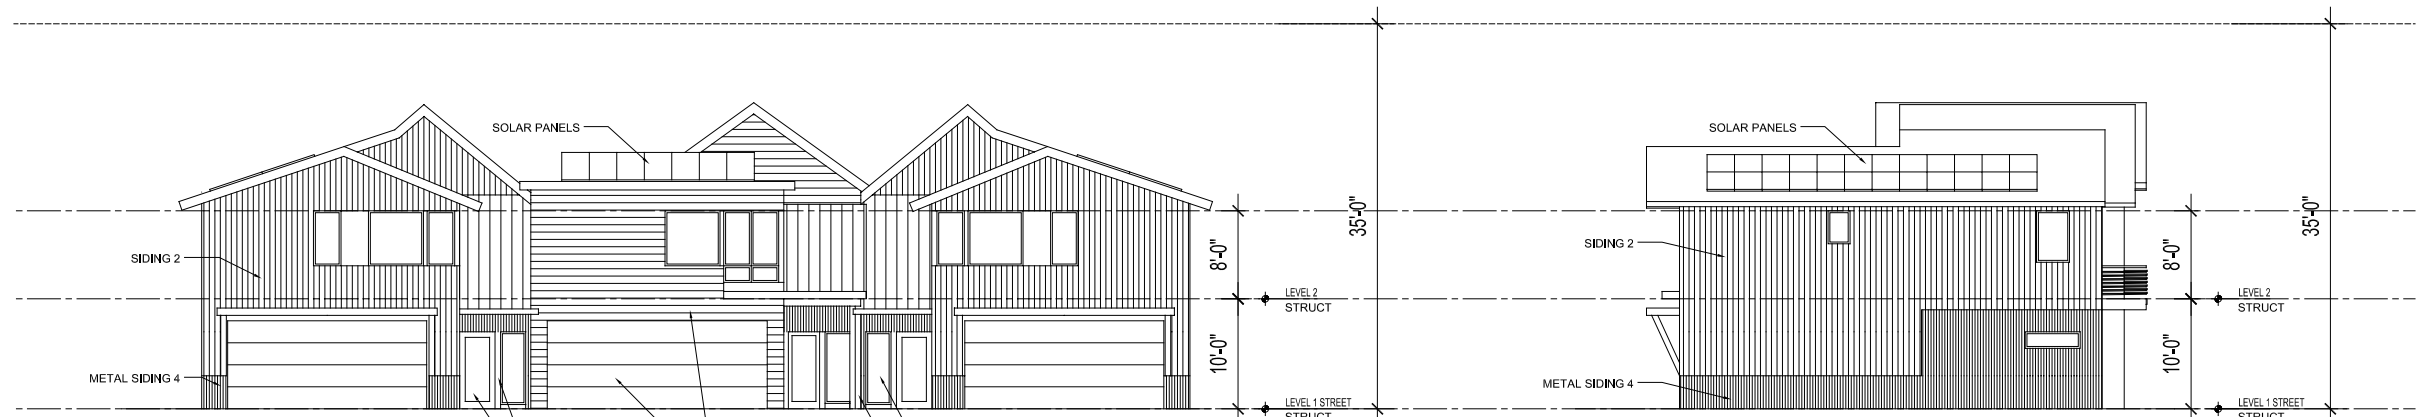 SOLAR PANELS
SIDING 2
METAL SIDING 4
35'-0"
8'-0"
10'-0"
LEVEL 2
STRUCT
LEVEL 1 STREET
STRUCT
SOLAR PANELS
SIDING 2
METAL SIDING 4
35'-0"
8'-0"
10'-0"
LEVEL 2
STRUCT
LEVEL 1 STREET
STRUCT